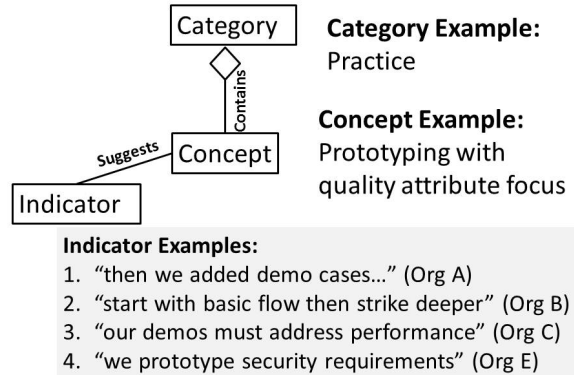 Category
Category Example:
Practice
Contains
Concept Example:
Prototyping with
quality attribute focus
Suggests
Concept
Indicator
Indicator Examples:
1. “then we added demo cases...” (Org A)
2. “start with basic flow then strike deeper” (Org B)
3. “our demos must address performance” (Org C)
4. “we prototype security requirements” (Org E)